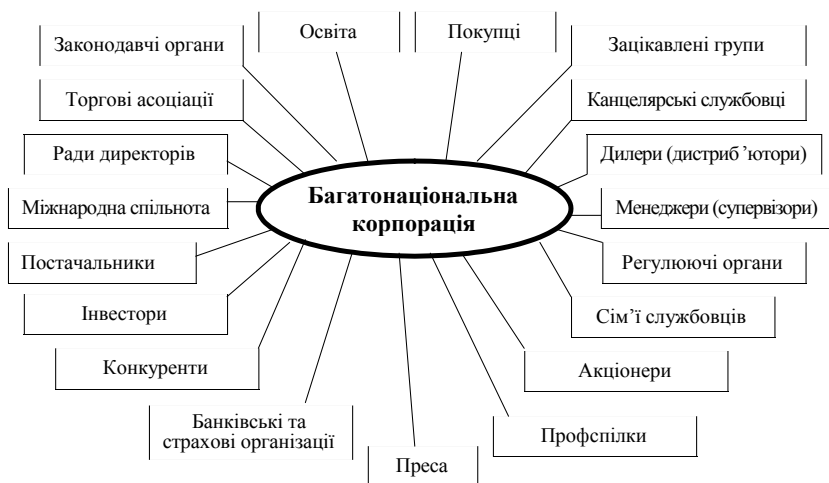 Освіта
Покупці
Законодавчі органи
Зацікавлені групи
Торгові асоціації
Канцелярські службовці
Ради директорів
Дилери (дистриб ’ютори)
Багатонаціональна
корпорація
Міжнародна спільнота
Менеджери (супервізори)
Постачальники
Регулюючі органи
Інвестори
Сім’ї службовців
Конкуренти
Акціонери
Банківські та
страхові організації
Профспілки
Преса